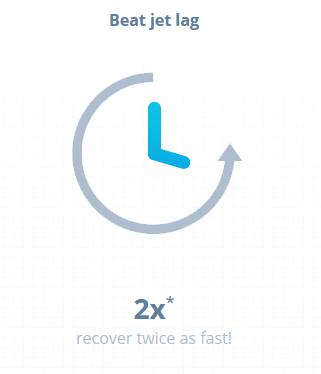 Beat jet lag
2x*
recover twice as fast!